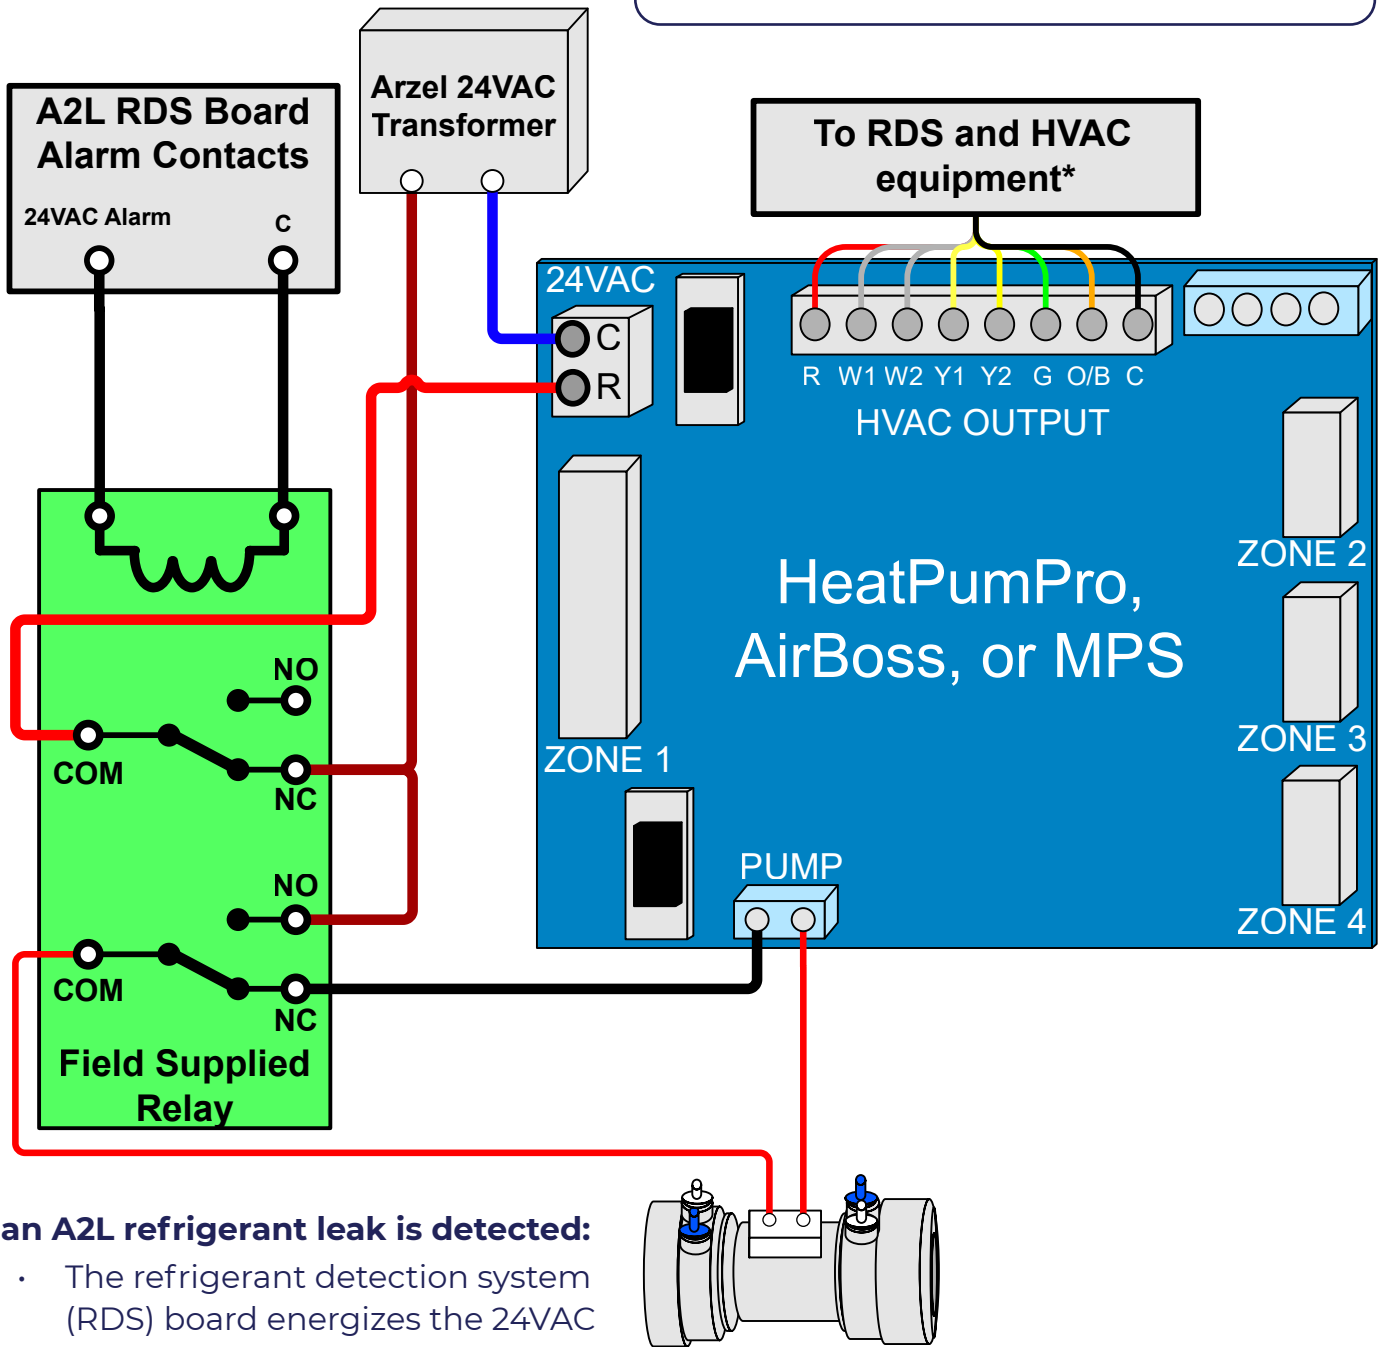 Arzel 24VAC
Transformer
A2L RDS Board
Alarm Contacts
24VAC Alarm
C
To RDS and HVAC
equipment*
24VAC
C
R
R W1 W2 Y1 Y2 G O/B C
HVAC OUTPUT
ZONE 2
HeatPumPro,
AirBoss, or MPS
NO
COM
NC
ZONE 1
ZONE 3
PUMP
NO
ZONE 4
COM
NC
Field Supplied
Relay
an A2L refrigerant leak is detected:
• The refrigerant detection system
(RDS) board energizes the 24VAC